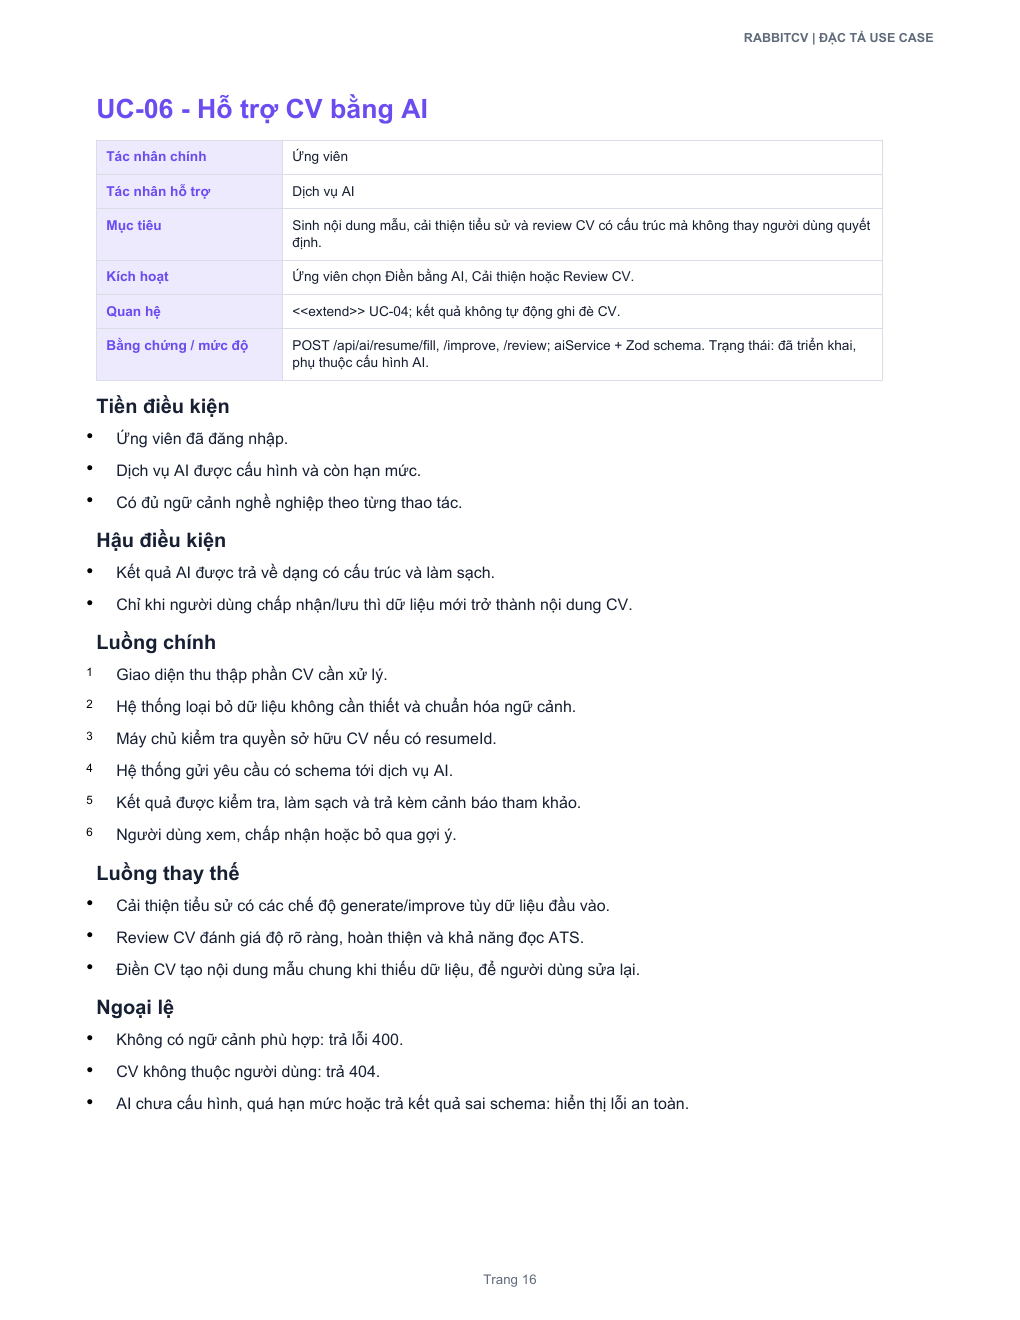 RABBITCV | ĐẶC TẢ USE CASE
UC-06 - Hỗ trợ CV bằng AI
Tác nhân chính Ứng viên
Tác nhân hỗ trợ Dịch vụ AI
Mục tiêu Sinh nội dung mẫu, cải thiện tiểu sử và review CV có cấu trúc mà không thay người dùng quyết
định.
Kích hoạt Ứng viên chọn Điền bằng AI, Cải thiện hoặc Review CV.
Quan hệ <<extend>> UC-04; kết quả không tự động ghi đè CV.
Bằng chứng / mức độ POST /api/ai/resume/fill, /improve, /review; aiService + Zod schema. Trạng thái: đã triển khai,
phụ thuộc cấu hình AI.
Tiền điều kiện
• Ứng viên đã đăng nhập.
• Dịch vụ AI được cấu hình và còn hạn mức.
• Có đủ ngữ cảnh nghề nghiệp theo từng thao tác.
Hậu điều kiện
• Kết quả AI được trả về dạng có cấu trúc và làm sạch.
• Chỉ khi người dùng chấp nhận/lưu thì dữ liệu mới trở thành nội dung CV.
Luồng chính
1 Giao diện thu thập phần CV cần xử lý.
2 Hệ thống loại bỏ dữ liệu không cần thiết và chuẩn hóa ngữ cảnh.
3 Máy chủ kiểm tra quyền sở hữu CV nếu có resumeId.
4 Hệ thống gửi yêu cầu có schema tới dịch vụ AI.
5 Kết quả được kiểm tra, làm sạch và trả kèm cảnh báo tham khảo.
6 Người dùng xem, chấp nhận hoặc bỏ qua gợi ý.
Luồng thay thế
• Cải thiện tiểu sử có các chế độ generate/improve tùy dữ liệu đầu vào.
• Review CV đánh giá độ rõ ràng, hoàn thiện và khả năng đọc ATS.
• Điền CV tạo nội dung mẫu chung khi thiếu dữ liệu, để người dùng sửa lại.
Ngoại lệ
• Không có ngữ cảnh phù hợp: trả lỗi 400.
• CV không thuộc người dùng: trả 404.
• AI chưa cấu hình, quá hạn mức hoặc trả kết quả sai schema: hiển thị lỗi an toàn.
Trang 16